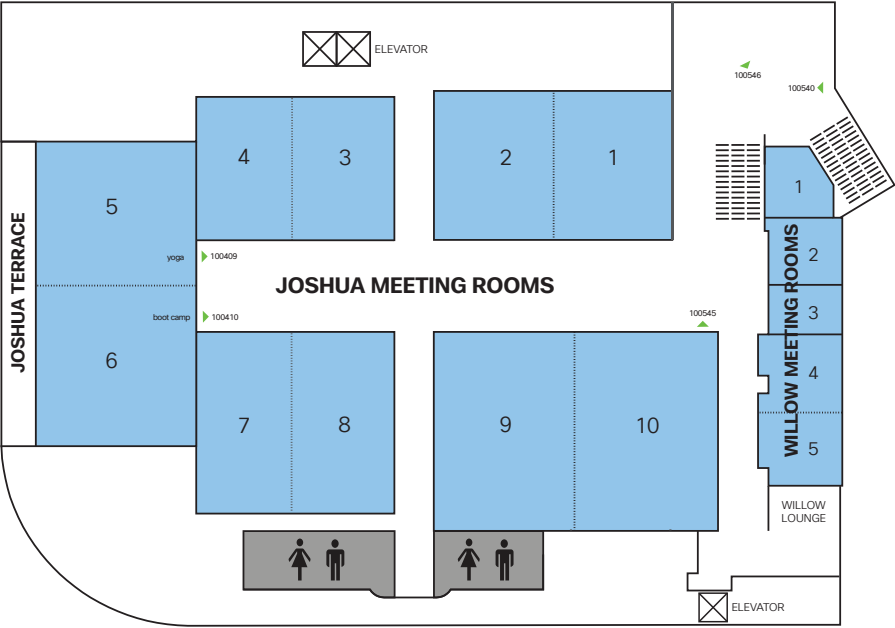 ELEVATOR
100546
100540
4
3
2
1
1
5
2
yoga
100409
JOSHUA MEETING ROOMS
JOSHUA TERRACE
WILLOW MEETING ROOMS
3
100545
boot camp
100410
6
4
7
8
9
10
5
WILLOW
LOUNGE
ELEVATOR